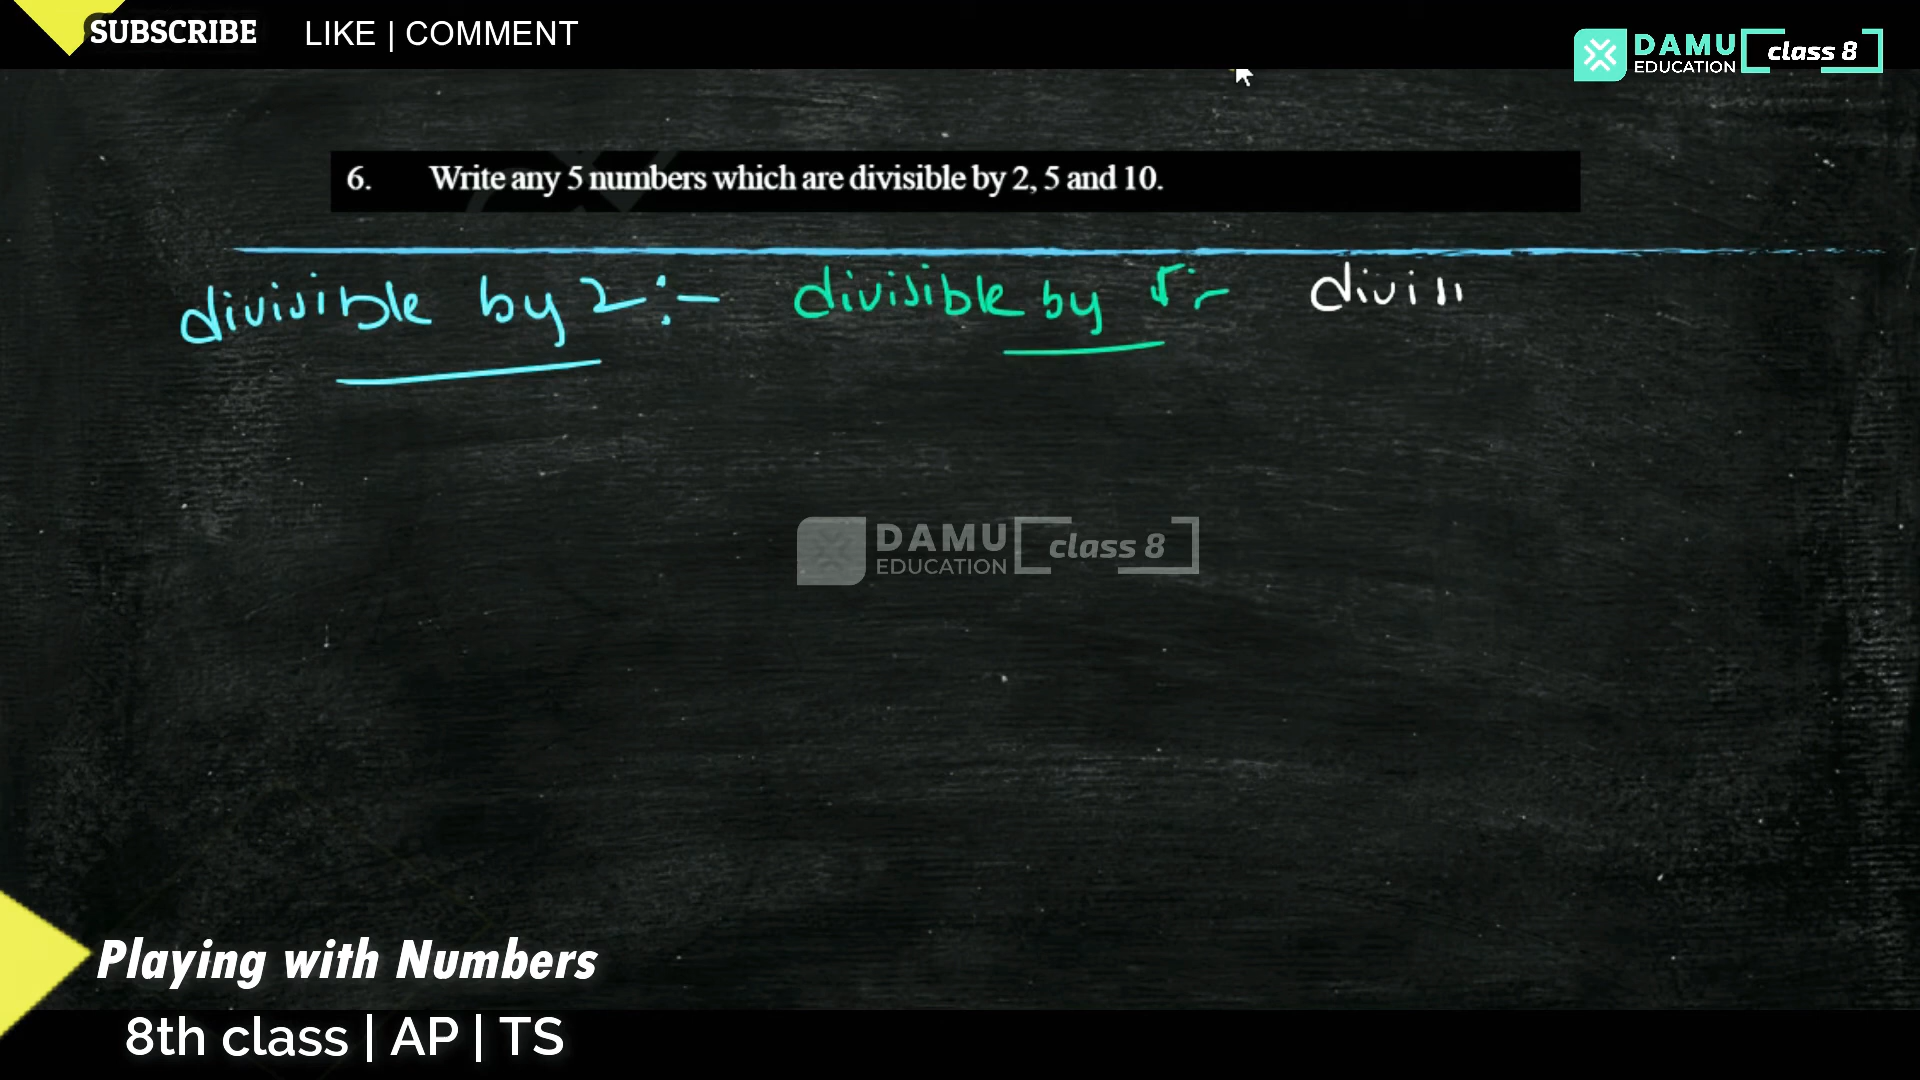 SUBSCRIBE LIKE | COMMENT
DAMU EDUCATION class 8
6. Write any 5 numbers which are divisible by 2, 5 and 10.
divisible by 2:- divisible by 5:- divisi
DAMU EDUCATION class 8
Playing with Numbers
8th class | AP | TS